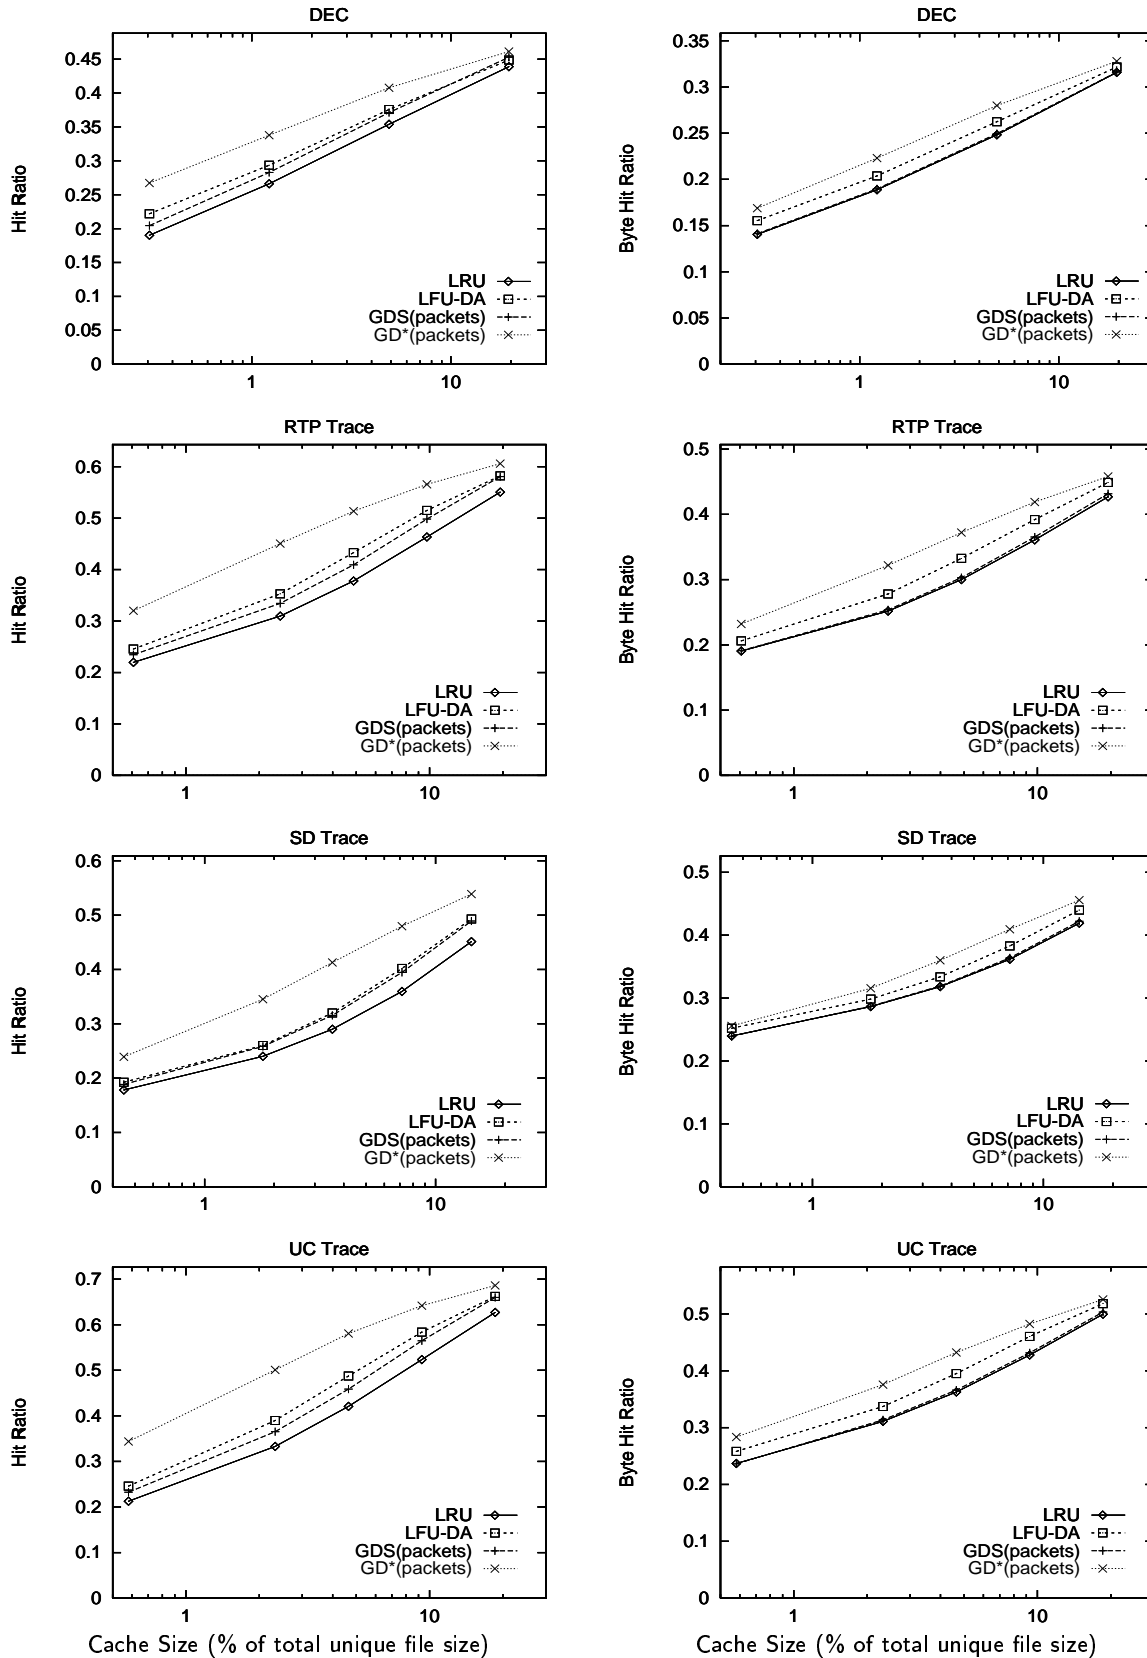 DEC
Hit Ratio
0.45
0.4
0.35
0.3
0.25
0.2
0.15
0.1
0.05
0
LRU
LFU-DA
GDS(packets)
GD*(packets)
1
10
DEC
Byte Hit Ratio
0.35
0.3
0.25
0.2
0.15
0.1
0.05
0
LRU
LFU-DA
GDS(packets)
GD*(packets)
1
10
RTP Trace
Hit Ratio
0.6
0.5
0.4
0.3
0.2
0.1
0
LRU
LFU-DA
GDS(packets)
GD*(packets)
1
10
RTP Trace
Byte Hit Ratio
0.5
0.4
0.3
0.2
0.1
0
LRU
LFU-DA
GDS(packets)
GD*(packets)
1
10
SD Trace
Hit Ratio
0.6
0.5
0.4
0.3
0.2
0.1
0
LRU
LFU-DA
GDS(packets)
GD*(packets)
1
10
SD Trace
Byte Hit Ratio
0.5
0.4
0.3
0.2
0.1
0
LRU
LFU-DA
GDS(packets)
GD*(packets)
1
10
UC Trace
Hit Ratio
0.7
0.6
0.5
0.4
0.3
0.2
0.1
0
LRU
LFU-DA
GDS(packets)
GD*(packets)
1
10
Cache Size (% of total unique file size)
UC Trace
Byte Hit Ratio
0.5
0.4
0.3
0.2
0.1
0
LRU
LFU-DA
GDS(packets)
GD*(packets)
1
10
Cache Size (% of total unique file size)